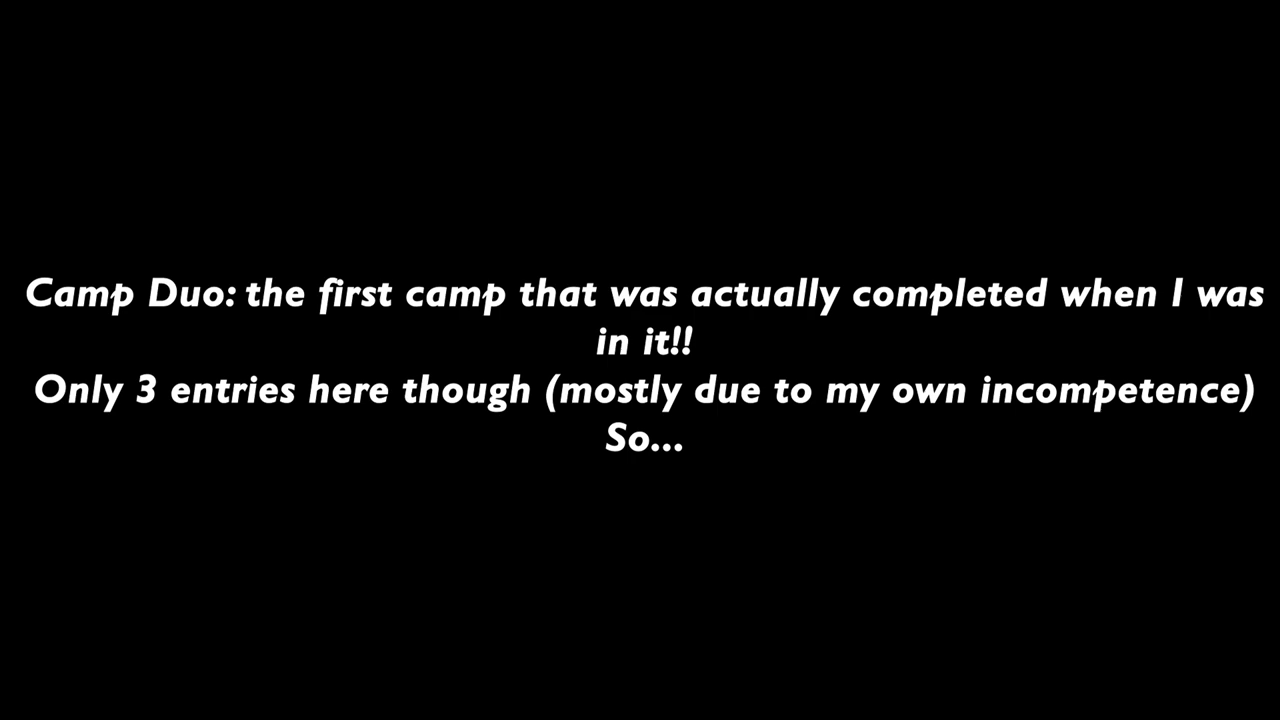 Camp Duo: the first camp that was actually completed when I was
in it!!
Only 3 entries here though (mostly due to my own incompetence)
So...